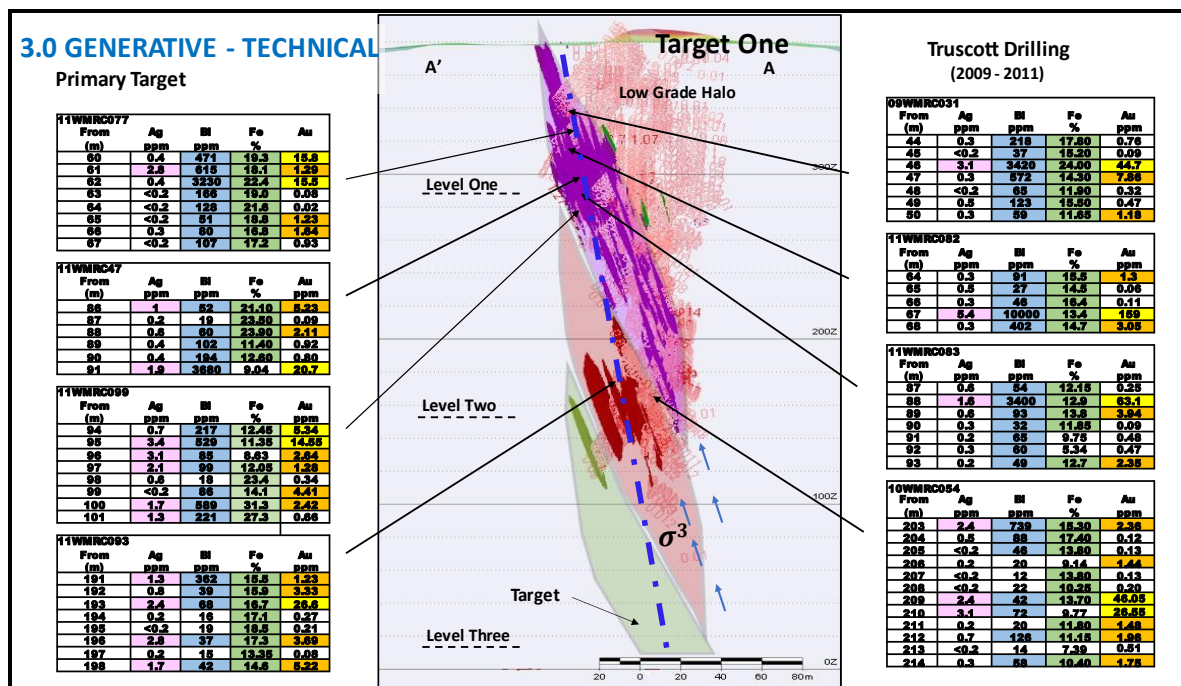 3.0 GENERATIVE - TECHNICAL
Primary Target
11WMRC077
From (m) Ag ppm Bi ppm Fe % Au ppm
60 0.4 471 19.3 15.8
61 2.8 615 18.1 1.29
62 0.4 3230 22.4 15.5
63 <0.2 166 19.0 0.08
64 <0.2 128 21.6 0.02
65 <0.2 51 18.8 1.23
66 0.3 80 16.8 1.64
67 <0.2 107 17.2 0.93
11WMRC47
From (m) Ag ppm Bi ppm Fe % Au ppm
86 1 52 21.10 5.23
87 0.2 19 23.50 0.09
88 0.6 60 23.90 2.11
89 0.4 102 11.40 0.92
90 0.4 194 12.60 0.80
91 1.9 3680 9.04 20.7
11WMRC099
From (m) Ag ppm Bi ppm Fe % Au ppm
94 0.7 217 12.45 5.34
95 3.4 529 11.35 14.55
96 3.1 85 8.63 2.64
97 2.1 99 12.05 1.28
98 0.6 18 23.4 0.34
99 <0.2 86 14.1 4.41
100 1.7 569 31.3 2.42
101 1.3 221 27.3 0.66
11WMRC093
From (m) Ag ppm Bi ppm Fe % Au ppm
191 1.3 362 15.5 1.23
192 0.8 39 15.9 3.33
193 2.4 68 16.7 26.6
194 0.2 16 17.1 0.27
195 <0.2 19 18.5 0.21
196 2.8 37 17.3 3.69
197 0.2 15 13.35 0.08
198 1.7 42 14.6 5.22
Target One
A' A
Low Grade Halo
Level One
300Z
200Z
Level Two
100Z
σ³
Target
Level Three
0Z
20 0 20 40 60 80m
Truscott Drilling
(2009 - 2011)
09WMRC031
From (m) Ag ppm Bi ppm Fe % Au ppm
44 0.3 218 17.80 0.76
45 <0.2 37 15.20 0.09
46 3.1 3420 24.00 44.7
47 0.3 572 14.30 7.86
48 <0.2 65 11.90 0.32
49 0.5 123 15.50 0.47
50 0.3 59 11.65 1.18
11WMRC082
From (m) Ag ppm Bi ppm Fe % Au ppm
64 0.3 91 15.5 1.3
65 0.5 27 14.5 0.06
66 0.3 46 16.4 0.11
67 5.4 10000 13.4 159
68 0.3 402 14.7 3.05
11WMRC083
From (m) Ag ppm Bi ppm Fe % Au ppm
87 0.6 54 12.15 0.25
88 1.6 3400 12.9 63.1
89 0.6 93 13.8 3.94
90 0.3 32 11.85 0.09
91 0.2 65 9.75 0.48
92 0.3 60 5.34 0.47
93 0.2 49 12.7 2.35
10WMRC054
From (m) Ag ppm Bi ppm Fe % Au ppm
203 2.4 739 15.30 2.36
204 0.5 88 17.40 0.12
205 <0.2 46 13.80 0.13
206 0.2 20 9.14 1.44
207 <0.2 12 13.80 0.13
208 <0.2 22 10.25 0.20
209 2.4 42 13.70 46.05
210 3.1 72 9.77 26.55
211 0.2 20 11.80 1.48
212 0.7 126 11.15 1.96
213 <0.2 14 7.39 0.51
214 0.3 58 10.40 1.75